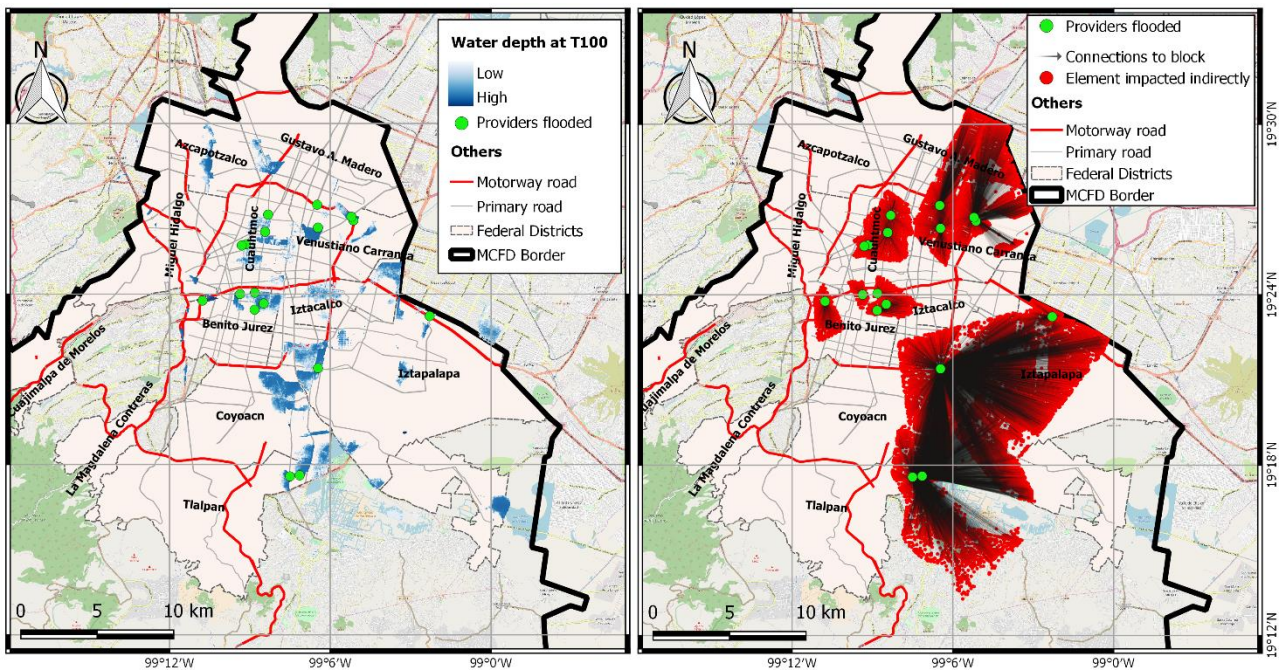 N
Water depth at T100
Low
High
Providers flooded
Others
Motorway road
Primary road
Federal Districts
MCFD Border
Azcapotzalco
Gustavo A. Madero
Miguel Hidalgo
Cuauhtmoc
Venustiano Carranza
Iztacalco
Benito Jurez
Cuajimalpa de Morelos
La Magdalena Contreras
Iztapalapa
Coyoacn
Tlalpan
0 5 10 km
99°12'W 99°6'W 99°0'W
N
Providers flooded
Connections to block
Element impacted indirectly
Others
Motorway road
Primary road
Federal Districts
MCFD Border
Azcapotzalco
Gustavo A. Madero
Miguel Hidalgo
Cuauhtmoc
Venustiano Carranza
Iztacalco
Benito Jurez
Cuajimalpa de Morelos
La Magdalena Contreras
Iztapalapa
Coyoacn
Tlalpan
0 5 10 km
99°12'W 99°6'W 99°0'W
19°30'N
19°24'N
19°18'N
19°12'N